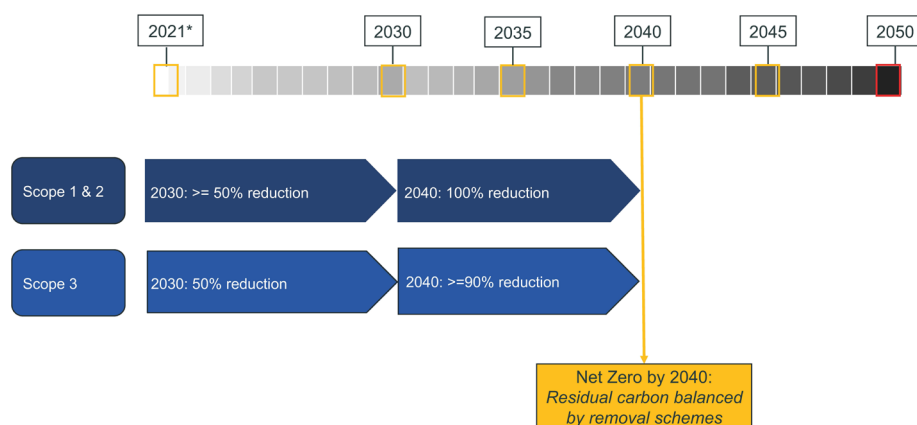 2021*
2030
2035
2040
2045
2050
Scope 1 & 2
2030: >= 50% reduction
2040: 100% reduction
Scope 3
2030: 50% reduction
2040: >=90% reduction
Net Zero by 2040:
Residual carbon balanced
by removal schemes